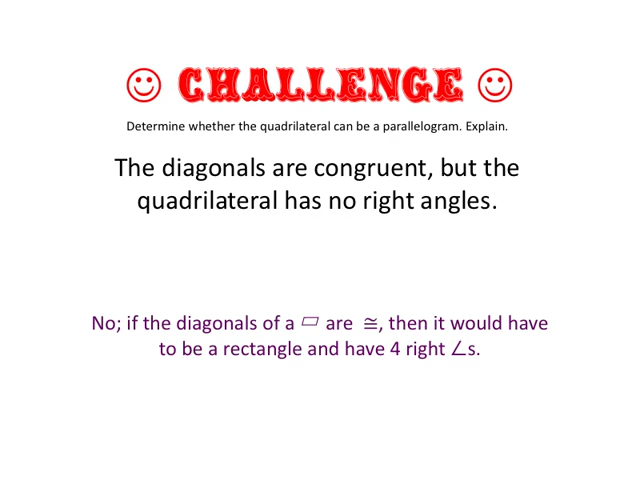 ☺ CHALLENGE ☺
Determine whether the quadrilateral can be a parallelogram. Explain.
The diagonals are congruent, but the
quadrilateral has no right angles.
No; if the diagonals of a ▱ are ≅, then it would have
to be a rectangle and have 4 right ∠s.